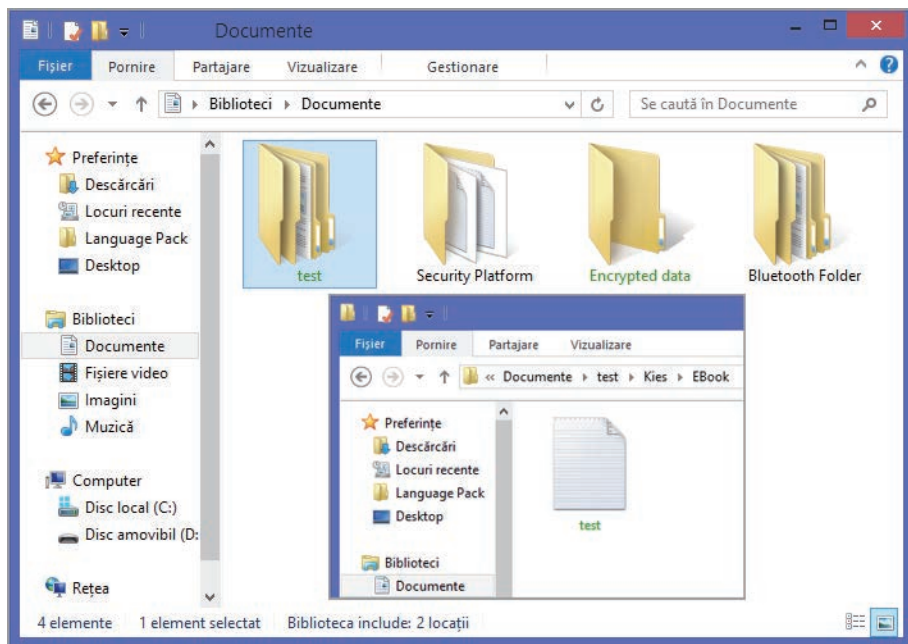 Documente
Fișier Pornire Partajare Vizualizare Gestionare
Biblioteci Documente
Se caută în Documente
Preferințe
Descărcări
Locuri recente
Language Pack
Desktop
Biblioteci
Documente
Fișiere video
Imagini
Muzică
Computer
Disc local (C:)
Disc amovibil (D:
Rețea
test
Security Platform
Encrypted data
Bluetooth Folder
Fișier Pornire Partajare Vizualizare
« Documente test Kies EBook
Preferințe
Descărcări
Locuri recente
Language Pack
Desktop
Biblioteci
Documente
test
4 elemente 1 element selectat Biblioteca include: 2 locații